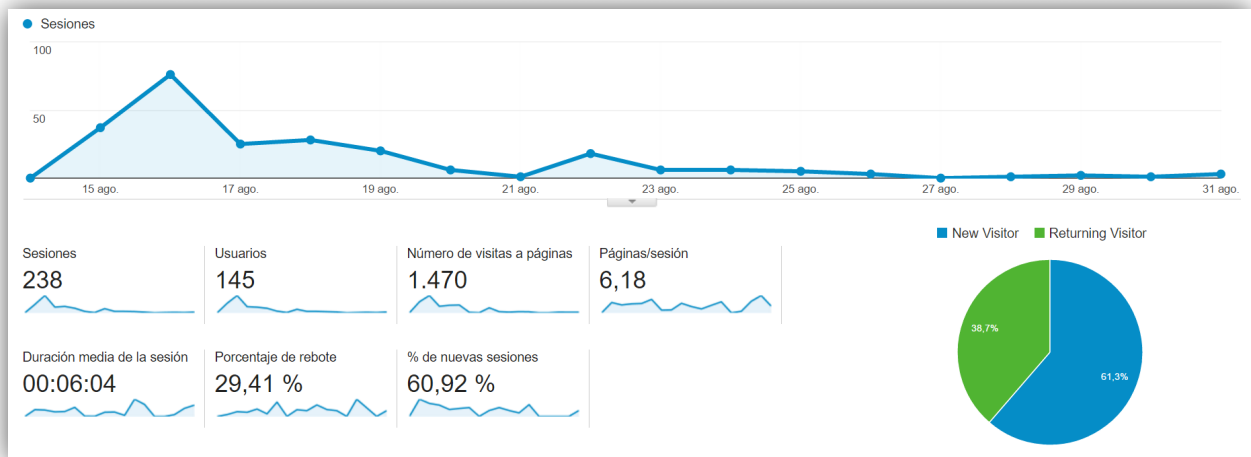 Sesiones
100
50
15 ago.
17 ago.
19 ago.
21 ago.
23 ago.
25 ago.
27 ago.
29 ago.
31 ago.
New Visitor
Returning Visitor
Sesiones
238
Usuarios
145
Número de visitas a páginas
1.470
Páginas/sesión
6,18
38,7%
61,3%
Duración media de la sesión
00:06:04
Porcentaje de rebote
29,41 %
% de nuevas sesiones
60,92 %